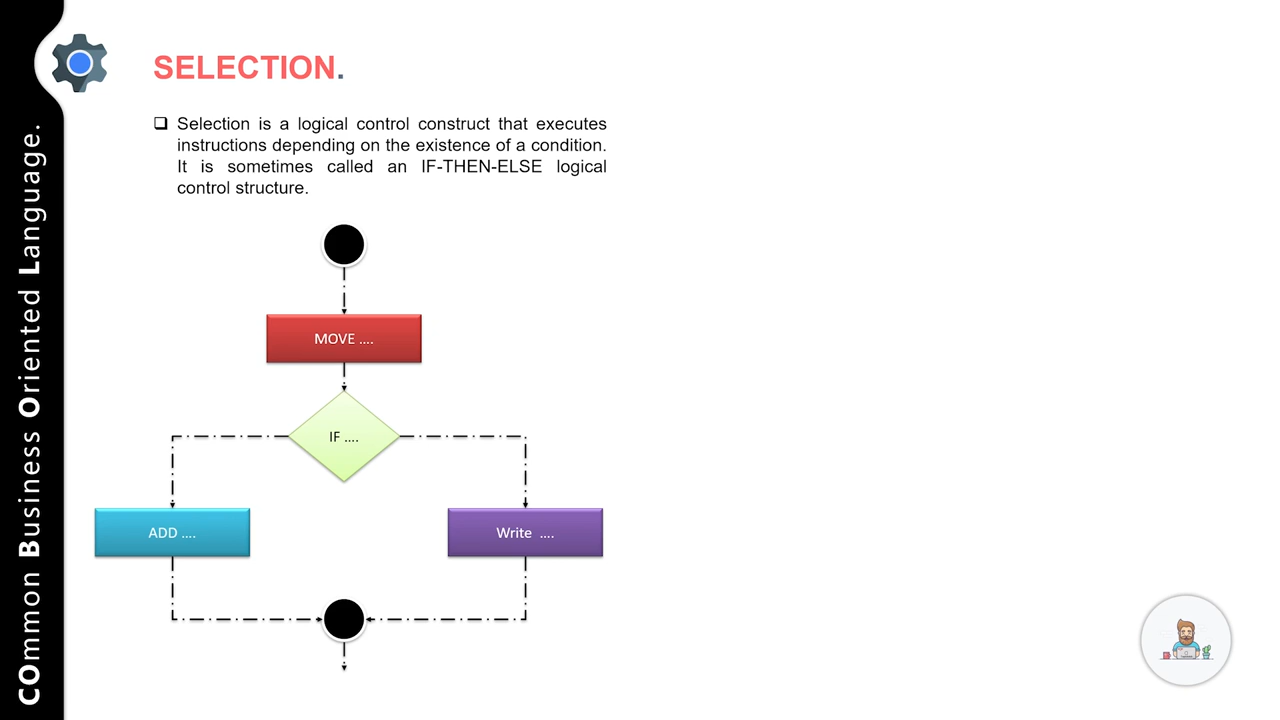 COmmon Business Oriented Language.
SELECTION.
Selection is a logical control construct that executes
instructions depending on the existence of a condition.
It is sometimes called an IF-THEN-ELSE logical
control structure.
MOVE ....
IF ....
ADD ....
Write ....